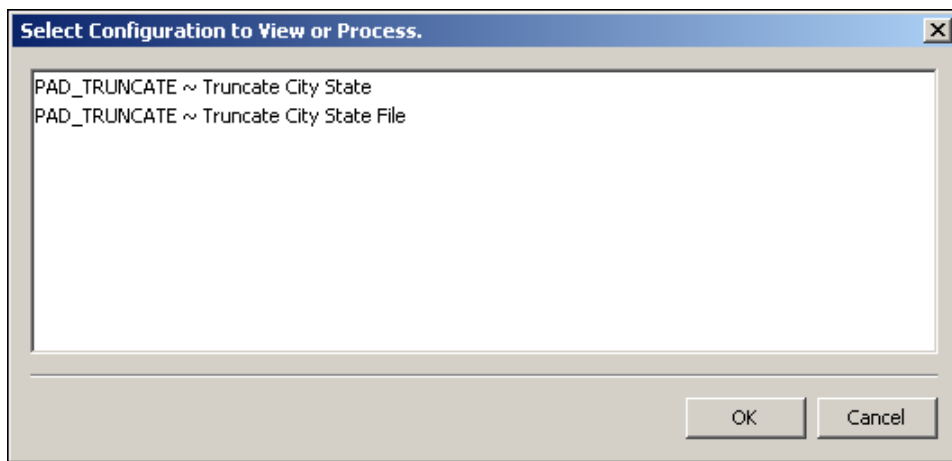 Select Configuration to View or Process.
PAD_TRUNCATE ~ Truncate City State
PAD_TRUNCATE ~ Truncate City State File
OK
Cancel